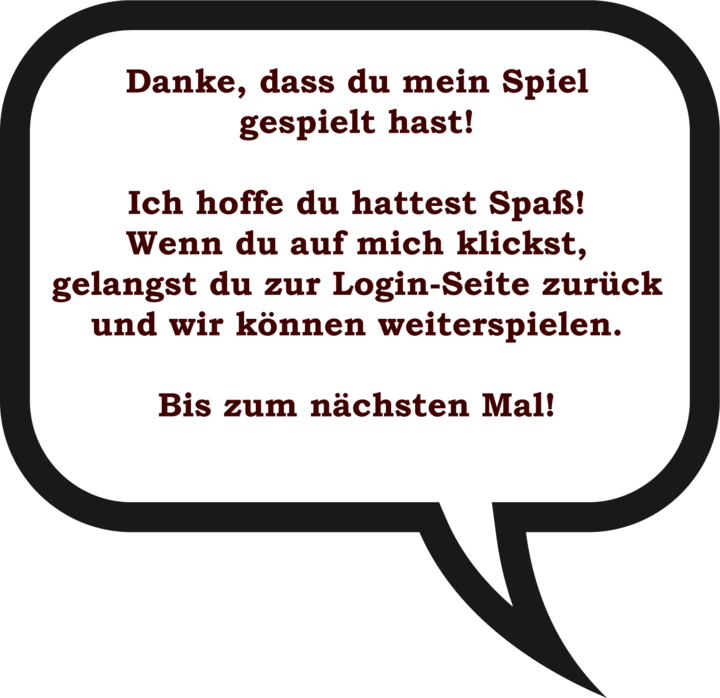 Danke, dass du mein Spiel
gespielt hast!
Ich hoffe du hattest Spaß!
Wenn du auf mich klickst,
gelangst du zur Login-Seite zurück
und wir können weiterspielen.
Bis zum nächsten Mal!